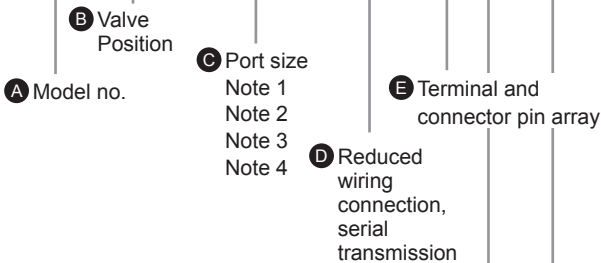 B Valve
Position
A Model no.
C Port size
Note 1
Note 2
Note 3
Note 4
E Terminal and
connector pin array
D Reduced
wiring
connection,
serial
transmission